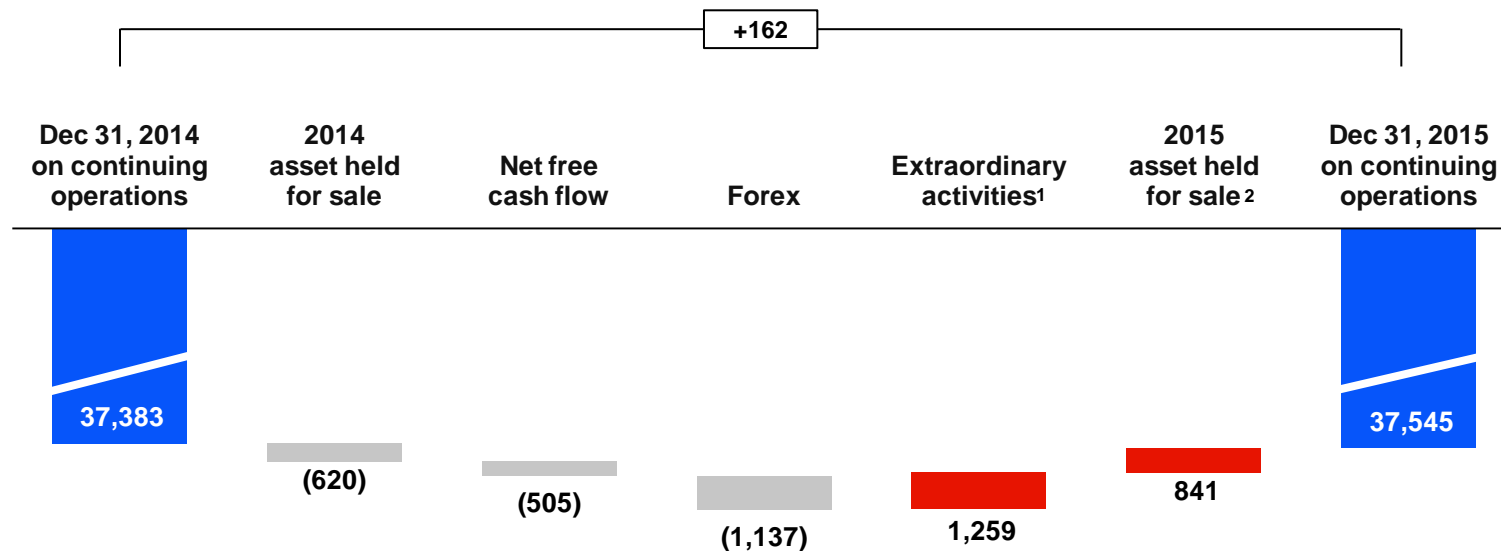 +162
Dec 31, 2014
on continuing
operations
2014
asset held
for sale
Net free
cash flow
Forex
Extraordinary
activities1
2015
asset held
for sale 2
Dec 31, 2015
on continuing
operations
37,383
(620)
(505)
(1,137)
1,259
841
37,545